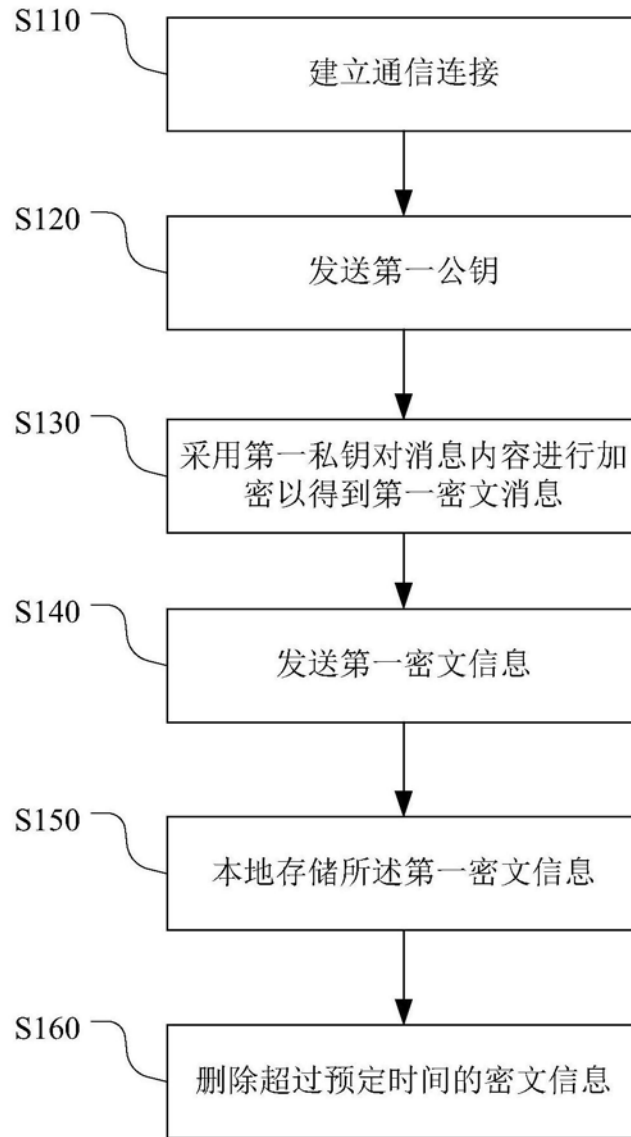 S110
建立通信连接
S120
发送第一公钥
S130
采用第一私钥对消息内容进行加
密以得到第一密文消息
S140
发送第一密文信息
S150
本地存储所述第一密文信息
S160
删除超过预定时间的密文信息